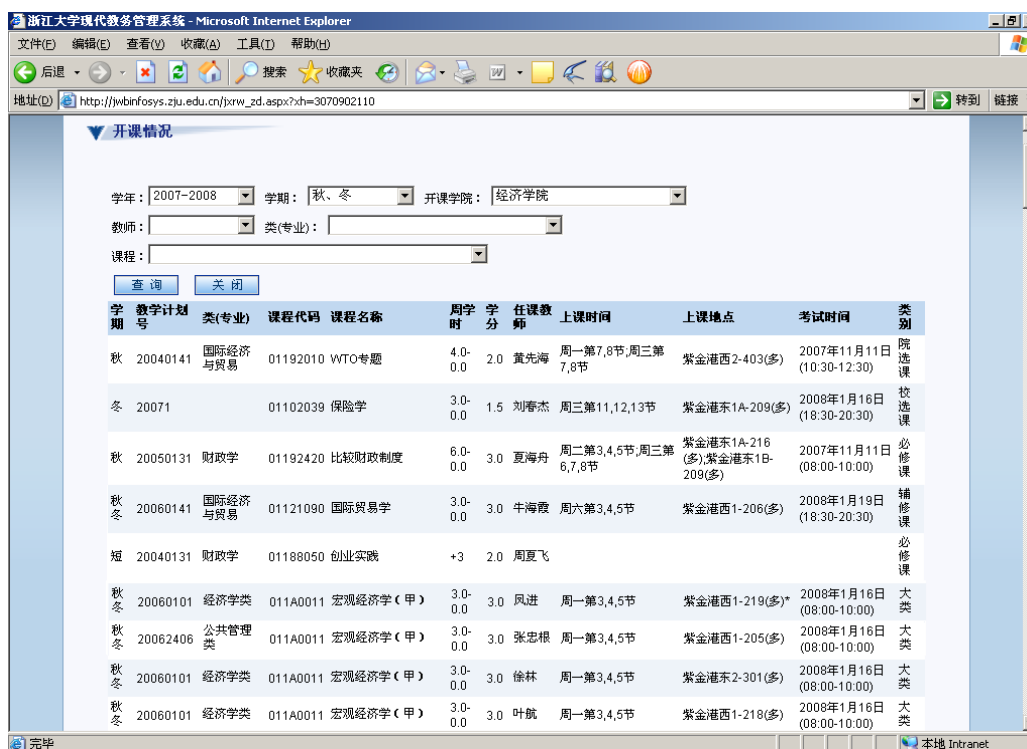 浙江大学现代教务管理系统 - Microsoft Internet Explorer
文件(F) 编辑(E) 查看(V) 收藏(A) 工具(T) 帮助(H)
后退 搜索 收藏夹
地址(D) http://jwbinfosys.zju.edu.cn/jxrw_zd.aspx?xh=3070902110 转到 链接
开课情况
学年： 2007-2008 学期： 秋、冬 开课学院： 经济学院
教师： 类(专业)：
课程：
查 询 关 闭
学期 教学计划号 类(专业) 课程代码 课程名称 周学时 学分 任课教师 上课时间 上课地点 考试时间 类别
秋 20040141 国际经济与贸易 01192010 WTO专题 4.0-0.0 2.0 黄先海 周一第7,8节;周三第7,8节 紫金港西2-403(多) 2007年11月11日(10:30-12:30) 院选课
冬 20071 01102039 保险学 3.0-0.0 1.5 刘春杰 周三第11,12,13节 紫金港东1A-209(多) 2008年1月16日(18:30-20:30) 校选课
秋 20050131 财政学 01192420 比较财政制度 6.0-0.0 3.0 夏海舟 周二第3,4,5节;周三第6,7,8节 紫金港东1A-216(多);紫金港东1B-209(多) 2007年11月11日(08:00-10:00) 必修课
秋冬 20060141 国际经济与贸易 01121090 国际贸易学 3.0-0.0 3.0 牛海霞 周六第3,4,5节 紫金港西1-206(多) 2008年1月19日(18:30-20:30) 辅修课
短 20040131 财政学 01188050 创业实践 +3 2.0 周夏飞 必修课
秋冬 20060101 经济学类 011A0011 宏观经济学（甲） 3.0-0.0 3.0 凤进 周一第3,4,5节 紫金港西1-219(多)* 2008年1月16日(08:00-10:00) 大类
秋冬 20062406 公共管理类 011A0011 宏观经济学（甲） 3.0-0.0 3.0 张忠根 周一第3,4,5节 紫金港西1-205(多) 2008年1月16日(08:00-10:00) 大类
秋冬 20060101 经济学类 011A0011 宏观经济学（甲） 3.0-0.0 3.0 徐林 周一第3,4,5节 紫金港东2-301(多) 2008年1月16日(08:00-10:00) 大类
秋冬 20060101 经济学类 011A0011 宏观经济学（甲） 3.0-0.0 3.0 叶航 周一第3,4,5节 紫金港西1-218(多) 2008年1月16日(08:00-10:00) 大类
完毕 本地 Intranet